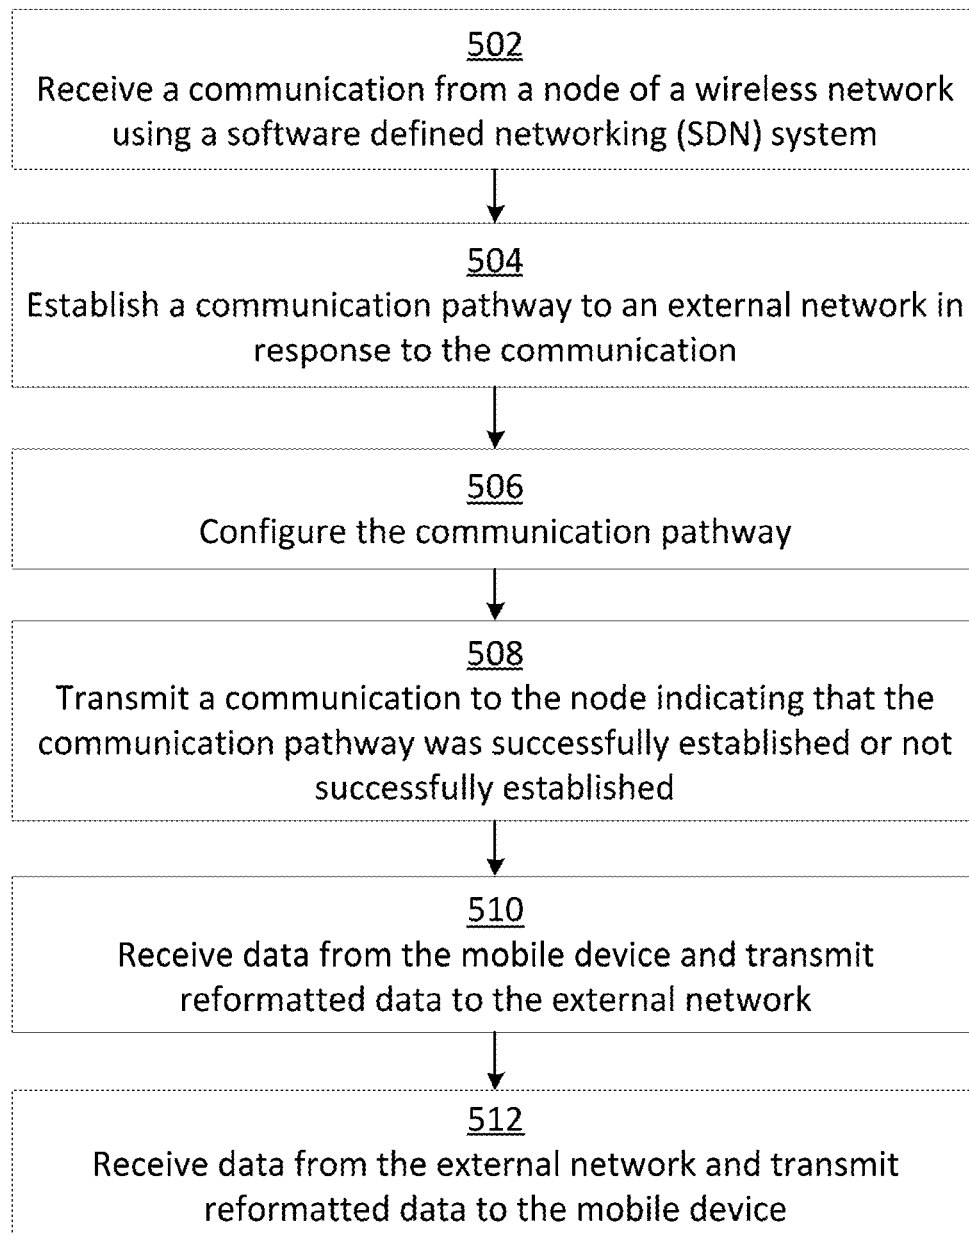 502
Receive a communication from a node of a wireless network
using a software defined networking (SDN) system
504
Establish a communication pathway to an external network in
response to the communication
506
Configure the communication pathway
508
Transmit a communication to the node indicating that the
communication pathway was successfully established or not
successfully established
510
Receive data from the mobile device and transmit
reformatted data to the external network
512
Receive data from the external network and transmit
reformatted data to the mobile device